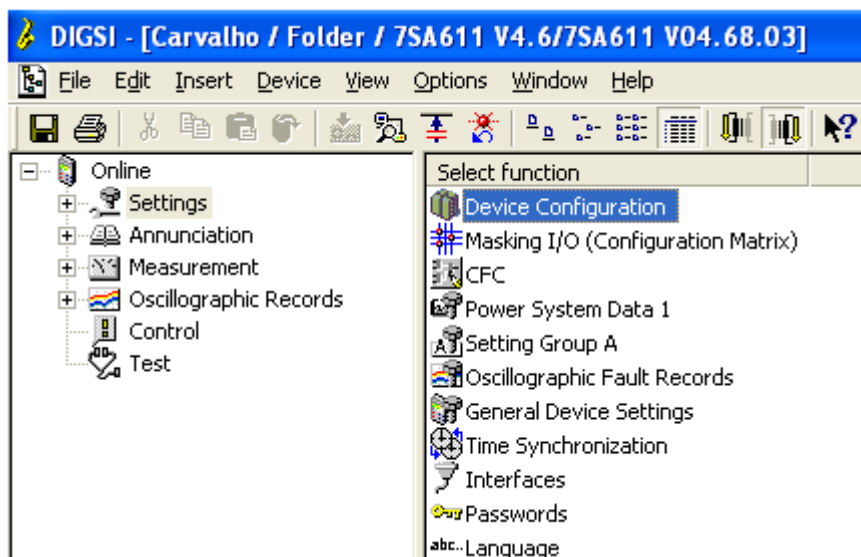 DIGSI - [Carvalho / Folder / 7SA611 V4.6/7SA611 V04.68.03]
File Edit Insert Device View Options Window Help
Online
Settings
Annunciation
Measurement
Oscillographic Records
Control
Test
Select function
Device Configuration
Masking I/O (Configuration Matrix)
CFC
Power System Data 1
Setting Group A
Oscillographic Fault Records
General Device Settings
Time Synchronization
Interfaces
Passwords
abc.. Language